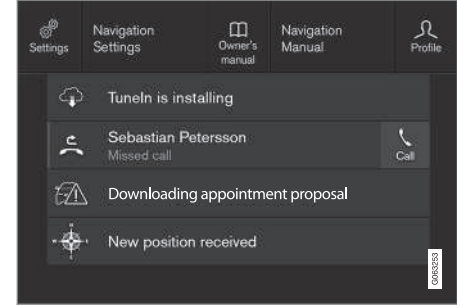 Settings
Navigation
Settings
Owner's
manual
Navigation
Manual
Profile
TuneIn is installing
Sebastian Petersson
Missed call
Call
Downloading appointment proposal
New position received
G063253